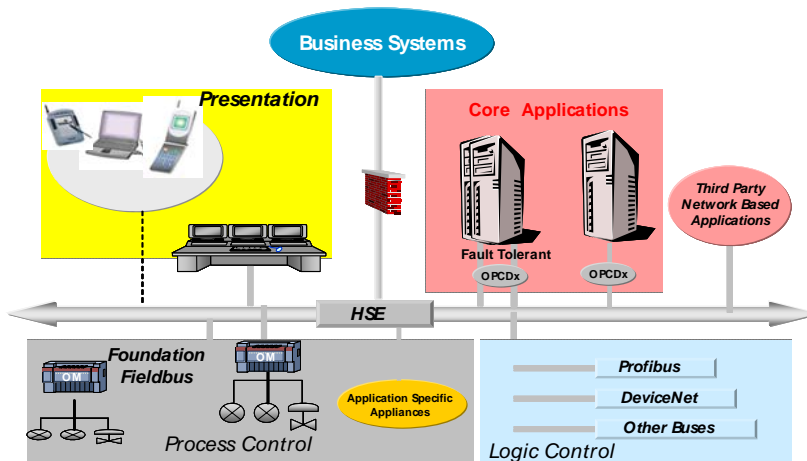 Business Systems
Presentation
Core Applications
Third Party
Network Based
Applications
Fault Tolerant
OPCDx
OPCDx
HSE
Foundation
Fieldbus
OM
OM
Application Specific
Appliances
Process Control
Profibus
DeviceNet
Other Buses
Logic Control